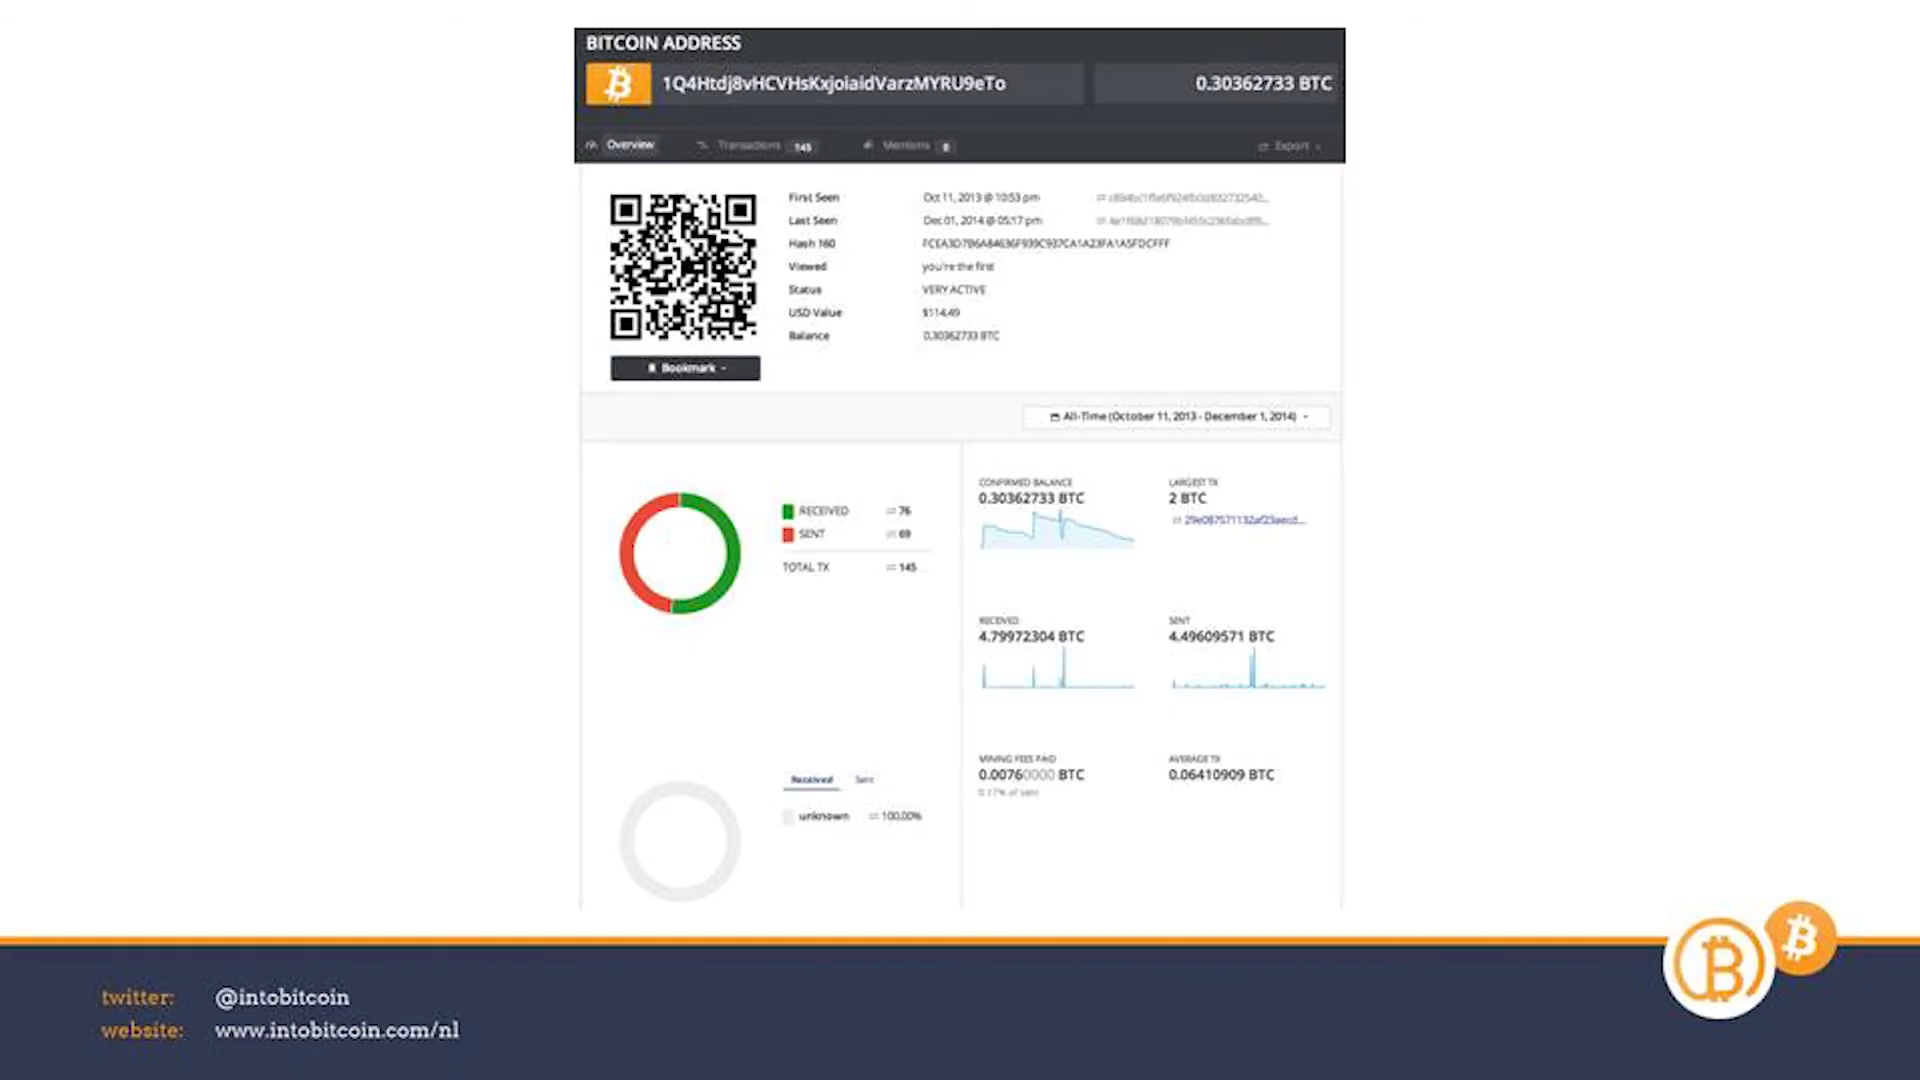 BITCOIN ADDRESS
1Q4Htdj8vHCVHsKxjoiaidVarzMYRU9eTo 0.30362733 BTC
Overview Transactions 145 Mentions 0 Export
First Seen Oct 11, 2013 @ 10:53 pm
Last Seen Dec 01, 2014 @ 05:17 pm
Hash 160
Viewed you're the first
Status VERY ACTIVE
USD Value $114.49
Balance 0.30362733 BTC
Bookmark
All-Time (October 11, 2013 - December 1, 2014)
RECEIVED 76
SENT 69
TOTAL TX 145
CONFIRMED BALANCE
0.30362733 BTC
LARGEST TX
2 BTC
RECEIVED
4.79972304 BTC
SENT
4.49609571 BTC
Received Sent
unknown 100.00%
MINING FEES PAID
0.00760000 BTC
0.17% of sent
AVERAGE TX
0.06410909 BTC
twitter: @intobitcoin
website: www.intobitcoin.com/nl